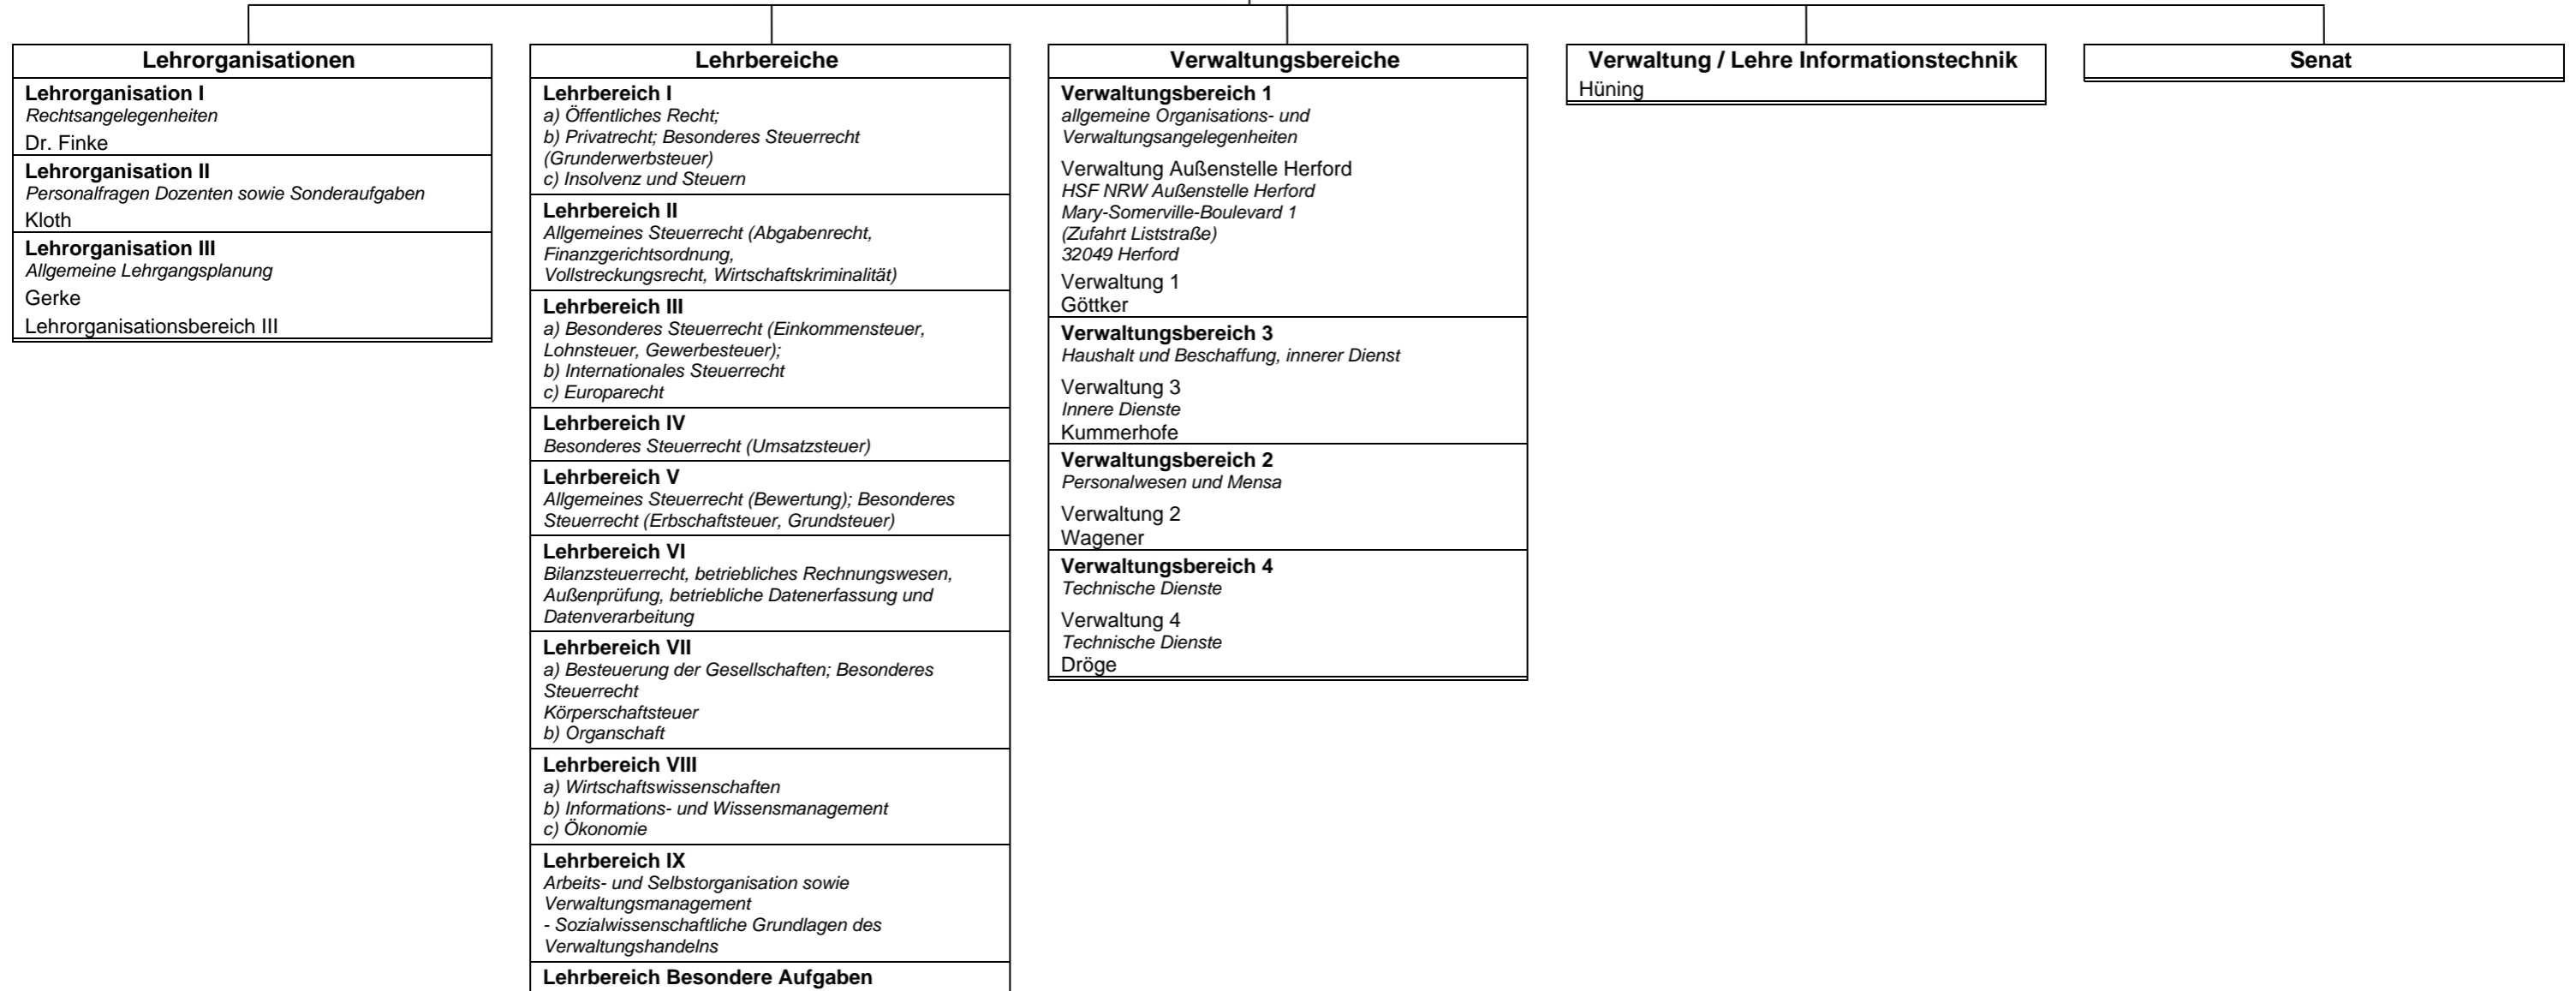 Lehrorganisationen
Lehrorganisation I
Rechtsangelegenheiten
Dr. Finke
Lehrorganisation II
Personalfragen Dozenten sowie Sonderaufgaben
Kloth
Lehrorganisation III
Allgemeine Lehrgangsplanung
Gerke
Lehrorganisationsbereich III
Lehrbereiche
Lehrbereich I
a) Öffentliches Recht;
b) Privatrecht; Besonderes Steuerrecht
(Grunderwerbsteuer)
c) Insolvenz und Steuern
Lehrbereich II
Allgemeines Steuerrecht (Abgabenrecht,
Finanzgerichtsordnung,
Vollstreckungsrecht, Wirtschaftskriminalität)
Lehrbereich III
a) Besonderes Steuerrecht (Einkommensteuer,
Lohnsteuer, Gewerbesteuer);
b) Internationales Steuerrecht
c) Europarecht
Lehrbereich IV
Besonderes Steuerrecht (Umsatzsteuer)
Lehrbereich V
Allgemeines Steuerrecht (Bewertung); Besonderes
Steuerrecht (Erbschaftsteuer, Grundsteuer)
Lehrbereich VI
Bilanzsteuerrecht, betriebliches Rechnungswesen,
Außenprüfung, betriebliche Datenerfassung und
Datenverarbeitung
Lehrbereich VII
a) Besteuerung der Gesellschaften; Besonderes
Steuerrecht
Körperschaftsteuer
b) Organschaft
Lehrbereich VIII
a) Wirtschaftswissenschaften
b) Informations- und Wissensmanagement
c) Ökonomie
Lehrbereich IX
Arbeits- und Selbstorganisation sowie
Verwaltungsmanagement
- Sozialwissenschaftliche Grundlagen des
Verwaltungshandelns
Lehrbereich Besondere Aufgaben
Verwaltungsbereiche
Verwaltungsbereich 1
allgemeine Organisations- und
Verwaltungsangelegenheiten
Verwaltung Außenstelle Herford
HSF NRW Außenstelle Herford
Mary-Somerville-Boulevard 1
(Zufahrt Liststraße)
32049 Herford
Verwaltung 1
Göttker
Verwaltungsbereich 3
Haushalt und Beschaffung, innerer Dienst
Verwaltung 3
Innere Dienste
Kummerhofe
Verwaltungsbereich 2
Personalwesen und Mensa
Verwaltung 2
Wagener
Verwaltungsbereich 4
Technische Dienste
Verwaltung 4
Technische Dienste
Dröge
Verwaltung / Lehre Informationstechnik
Hüning
Senat